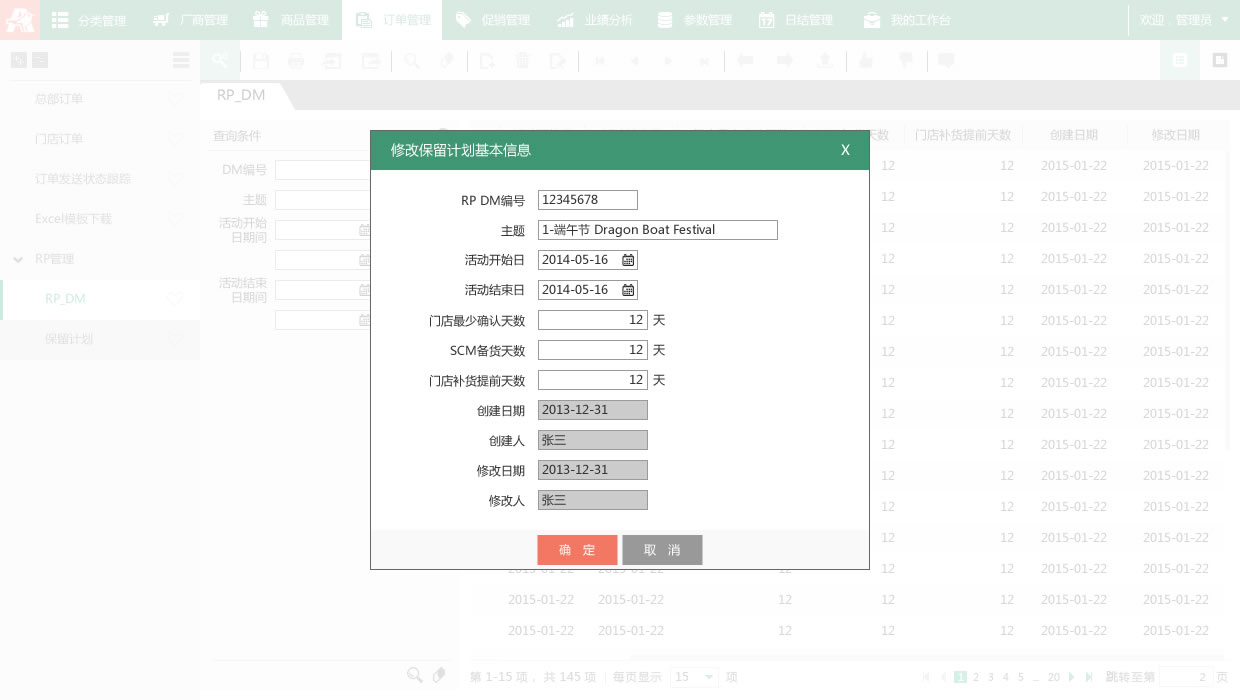 分类管理 厂商管理 商品管理 订单管理 促销管理 业绩分析 参数管理 日结管理 我的工作台 欢迎, 管理员
RP_DM
总部订单
门店订单
订单发送状态跟踪
Excel模板下载
RP管理
RP_DM
保留计划
查询条件
DM编号
主题
活动开始
日期间
活动结束
日期间
天数 门店补货提前天数 创建日期 修改日期
12 12 2015-01-22 2015-01-22
12 12 2015-01-22 2015-01-22
12 12 2015-01-22 2015-01-22
12 12 2015-01-22 2015-01-22
12 12 2015-01-22 2015-01-22
12 12 2015-01-22 2015-01-22
12 12 2015-01-22 2015-01-22
12 12 2015-01-22 2015-01-22
12 12 2015-01-22 2015-01-22
12 12 2015-01-22 2015-01-22
12 12 2015-01-22 2015-01-22
12 12 2015-01-22 2015-01-22
12 12 2015-01-22 2015-01-22
2015-01-22 2015-01-22 12 12 12 2015-01-22 2015-01-22
2015-01-22 2015-01-22 12 12 12 2015-01-22 2015-01-22
2015-01-22 2015-01-22 12 12 12 2015-01-22 2015-01-22
修改保留计划基本信息 X
RP DM编号 12345678
主题 1-端午节 Dragon Boat Festival
活动开始日 2014-05-16
活动结束日 2014-05-16
门店最少确认天数 12 天
SCM备货天数 12 天
门店补货提前天数 12 天
创建日期 2013-12-31
创建人 张三
修改日期 2013-12-31
修改人 张三
确 定 取 消
第 1-15 项 , 共 145 项 | 每页显示 15 项
1 2 3 4 5 ... 20 跳转至第 2 页